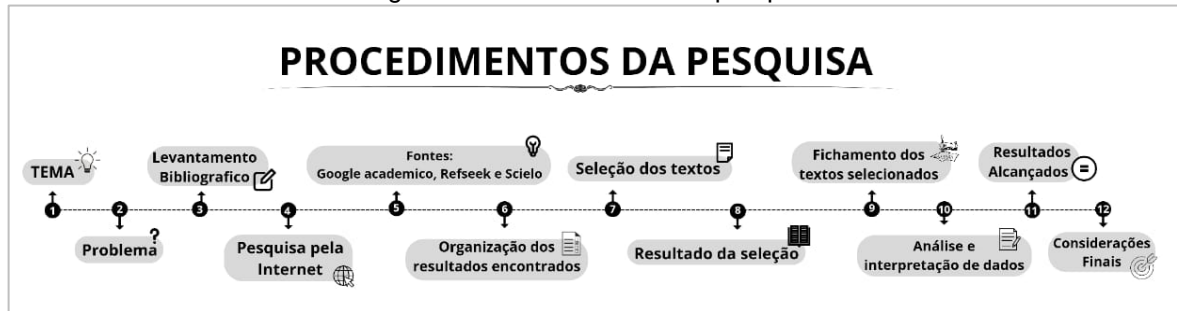 PROCEDIMENTOS DA PESQUISA
TEMA
1
2
Problema
?
Levantamento
Bibliografico
3
4
Pesquisa pela
Internet
Fontes:
Google academico, Refseek e Scielo
5
6
Organização dos
resultados encontrados
Seleção dos textos
7
8
Resultado da seleção
Fichamento dos
textos selecionados
9
10
Análise e
interpretação de dados
Resultados
Alcançados
=
11
12
Considerações
Finais